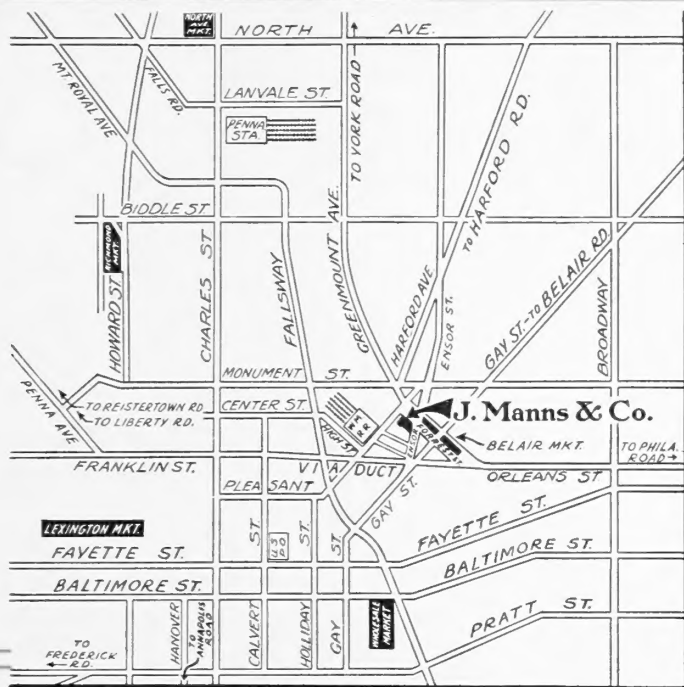 NORTH AVE. MKT.
NORTH AVE.
MT. ROYAL AVE
FALLS RD.
LANVALE ST.
PENNA STA.
TO YORK ROAD
TO HARFORD RD.
BIDDLE ST
RICHMOND MKT.
HOWARD ST
CHARLES ST
FALLSWAY
GREENMOUNT AVE.
HARFORD AVE
ENSOR ST.
GAY ST.-TO BELAIR RD.
BROADWAY
MONUMENT ST.
PENNA AVE
TO REISTERTOWN RD
TO LIBERTY RD.
CENTER ST.
HIGH ST
RR
J. Manns & Co.
ENSOR
FORREST ST.
BELAIR MKT.
TO PHILA. ROAD
FRANKLIN ST.
VIADUCT
ORLEANS ST.
PLEASANT
GAY ST.
LEXINGTON MKT.
FAYETTE ST.
ST.
U.S. P.O.
ST.
ST.
FAYETTE ST.
BALTIMORE ST.
BALTIMORE ST.
HANOVER
TO ANNAPOLIS ROAD
CALVERT
HOLLIDAY
GAY
WHOLESALE MARKET
PRATT ST.
TO FREDERICK RD.